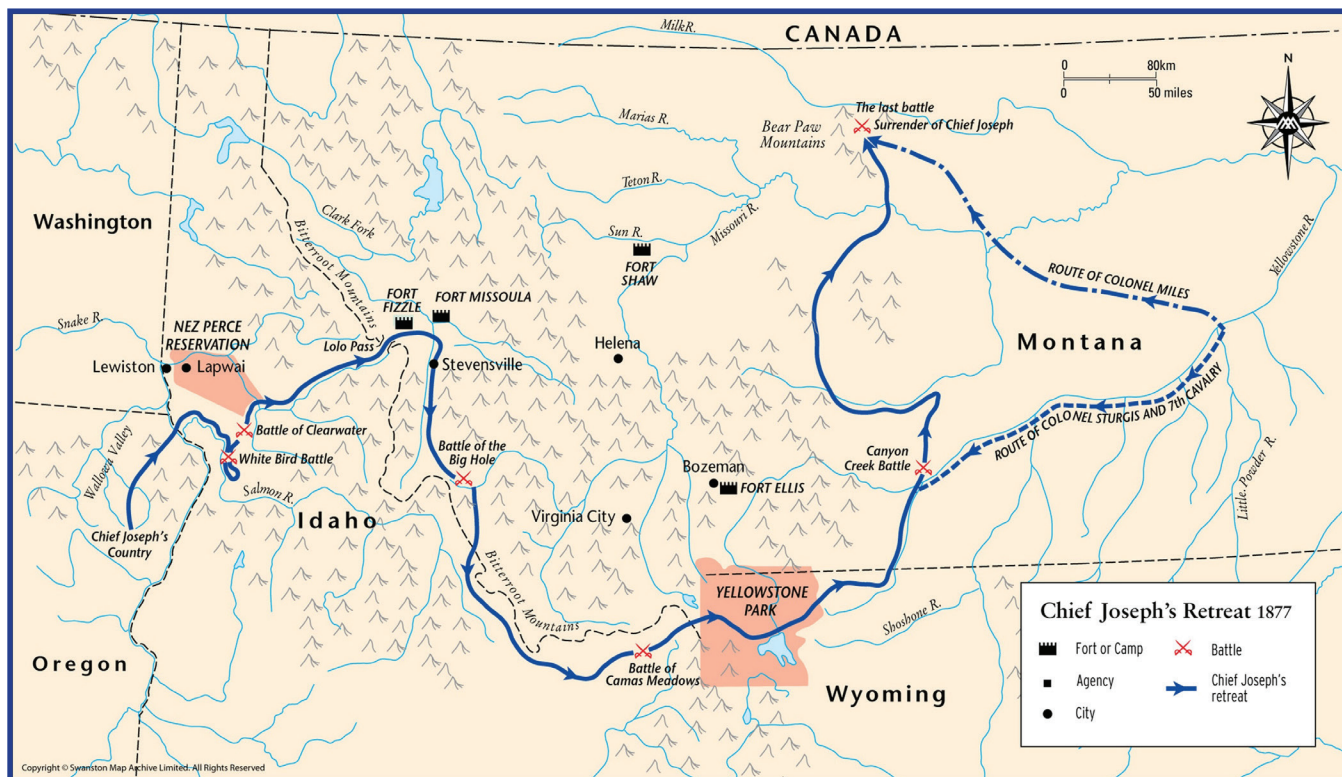 Milk R.
CANADA
0
80km
0
50 miles
N
The last battle
Surrender of Chief Joseph
Bear Paw
Mountains
Marias R.
Teton R.
Missouri R.
Sun R.
FORT
SHAW
Washington
Clark Fork
Bitterroot Mountains
Yellowstone R
ROUTE OF COLONEL MILES
FORT
FIZZLE
FORT MISSOULA
Snake R.
NEZ PERCE
RESERVATION
Lolo Pass
Helena
Montana
Lewiston
Lapwai
Stevensville
Battle of Clearwater
ROUTE OF COLONEL STURGIS AND 7th CAVALRY
Wallowa Valley
White Bird Battle
Battle of the
Big Hole
Canyon
Creek Battle
Bozeman
FORT ELLIS
Salmon R.
Idaho
Virginia City
Little Powder R.
Chief Joseph's
Country
Bitterroot Mountains
YELLOWSTONE
PARK
Shoshone R.
Oregon
Battle of
Camas Meadows
Wyoming
Chief Joseph's Retreat 1877
Fort or Camp
Battle
Agency
Chief Joseph's
retreat
City
Copyright © Swanston Map Archive Limited. All Rights Reserved